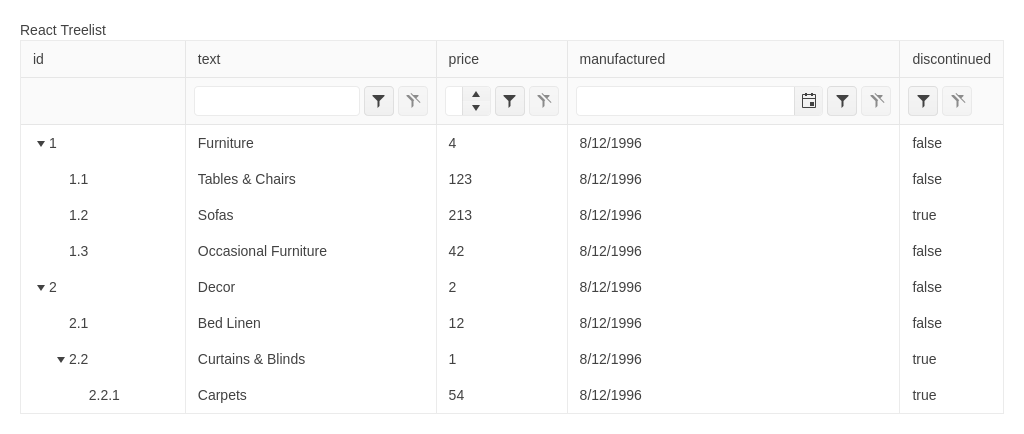 React Treelist
id text price manufactured discontinued
1 Furniture 4 8/12/1996 false
1.1 Tables & Chairs 123 8/12/1996 false
1.2 Sofas 213 8/12/1996 true
1.3 Occasional Furniture 42 8/12/1996 false
2 Decor 2 8/12/1996 false
2.1 Bed Linen 12 8/12/1996 false
2.2 Curtains & Blinds 1 8/12/1996 true
2.2.1 Carpets 54 8/12/1996 true